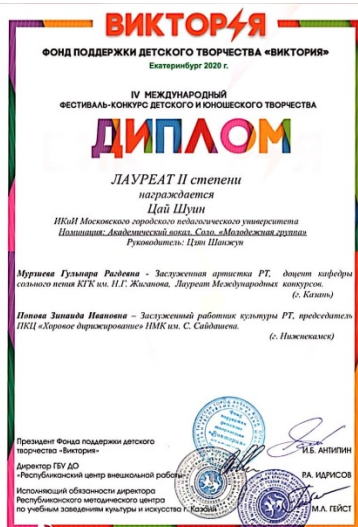 ВИКТОРИЯ
ФОНД ПОДДЕРЖКИ ДЕТСКОГО ТВОРЧЕСТВА «ВИКТОРИЯ»
Екатеринбург 2020 г.
IV МЕЖДУНАРОДНЫЙ
ФЕСТИВАЛЬ-КОНКУРС ДЕТСКОГО И ЮНОШЕСКОГО ТВОРЧЕСТВА
ДИПЛОМ
ЛАУРЕАТ II степени
награждается
Цай Шуин
ИКиИ Московского городского педагогического университета
Номинация: Академический вокал. Соло. «Молодежная группа»
Руководитель: Цзян Шанжун
Мурзиева Гульнара Рагдевна - Заслуженная артистка РТ, доцент кафедры
сольного пения КГК им. Н.Г. Жиганова, Лауреат Международных конкурсов.
(г. Казань)
Попова Зинаида Ивановна – Заслуженный работник культуры РТ, председатель
ПКЦ «Хоровое дирижирование» НМК им. С. Сайдашева.
(г. Нижнекамск)
Президент Фонда поддержки детского
творчества «Виктория»
И.Б. АНТИПИН
Директор ГБУ ДО
«Республиканский центр внешкольной работы»
Р.А. ИДРИСОВ
Исполняющий обязанности директора
Республиканского методического центра
по учебным заведениям культуры и искусства г. Казани
М.Л. ГЕЙСТ